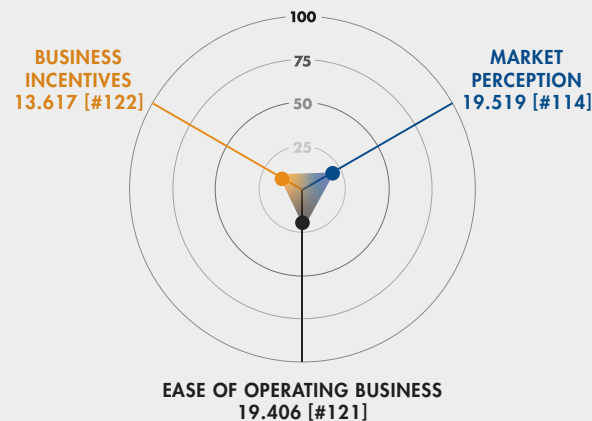 100
75
50
25
BUSINESS
INCENTIVES
13.617 [#122]
MARKET
PERCEPTION
19.519 [#114]
EASE OF OPERATING BUSINESS
19.406 [#121]